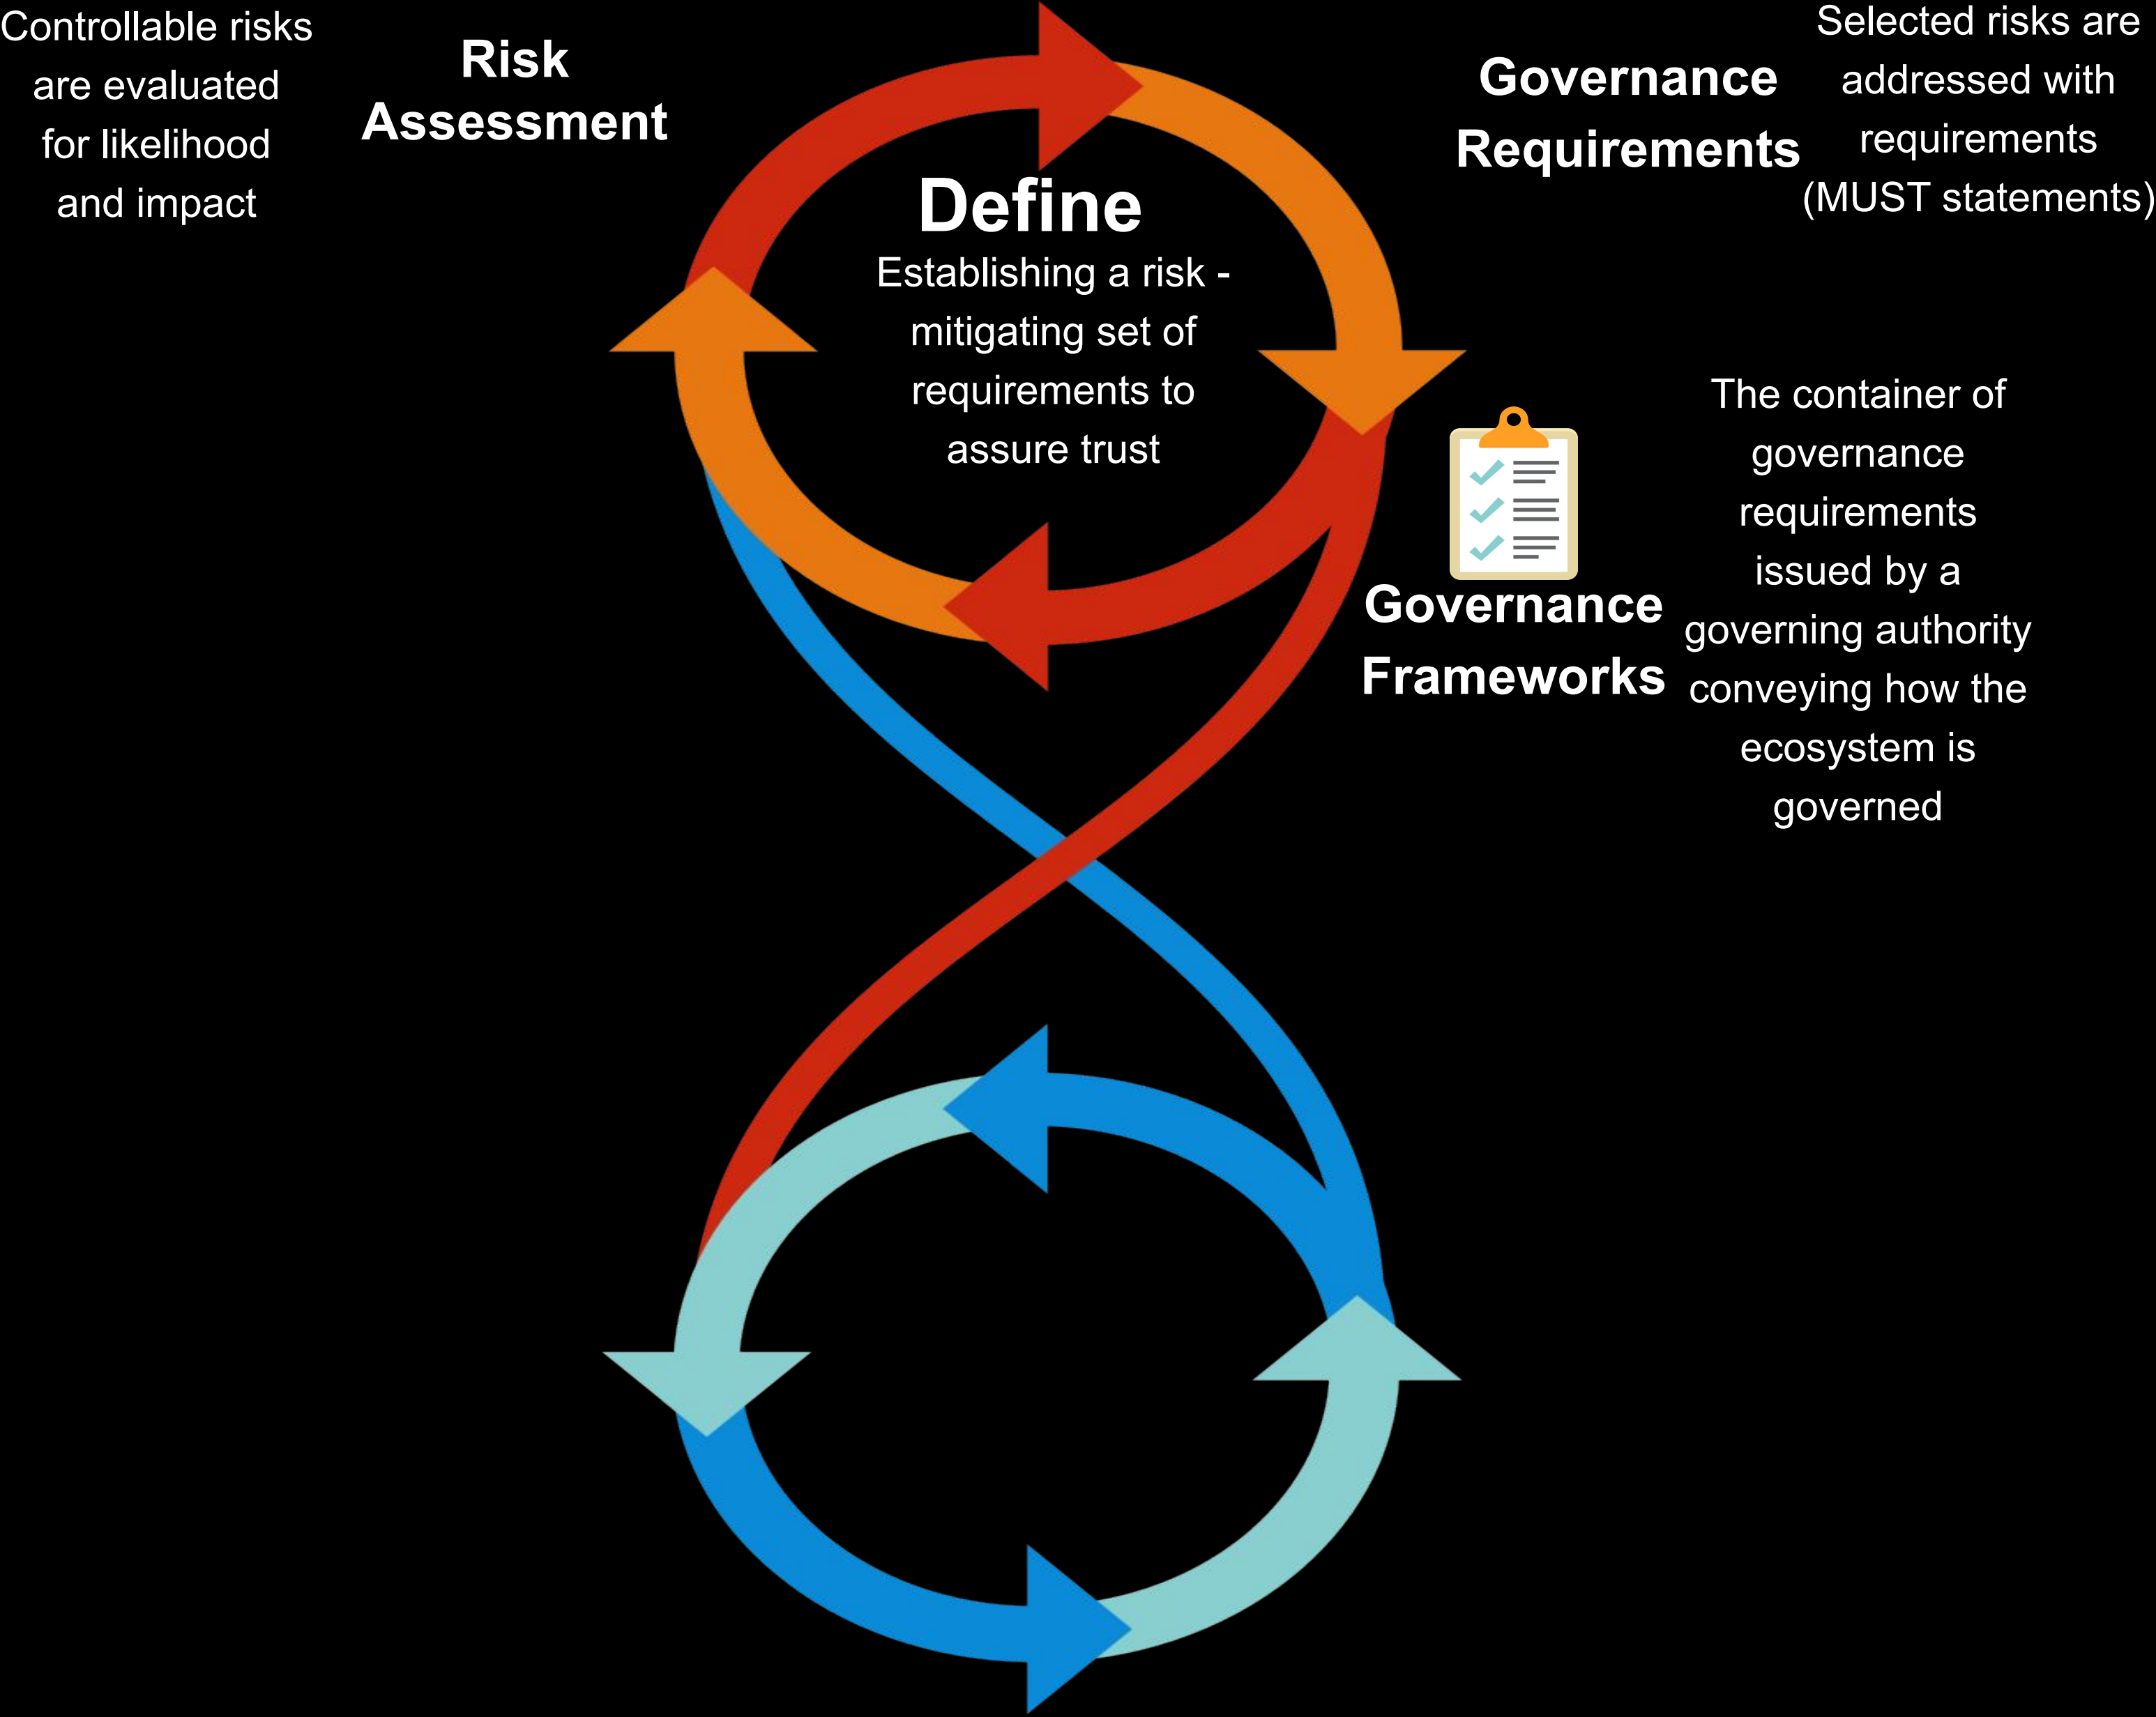 Controllable risks
are evaluated
for likelihood
and impact
Risk
Assessment
Governance
Requirements
Selected risks are
addressed with
requirements
(MUST statements)
Define
Establishing a risk -
mitigating set of
requirements to
assure trust
Governance
Frameworks
The container of
governance
requirements
issued by a
governing authority
conveying how the
ecosystem is
governed